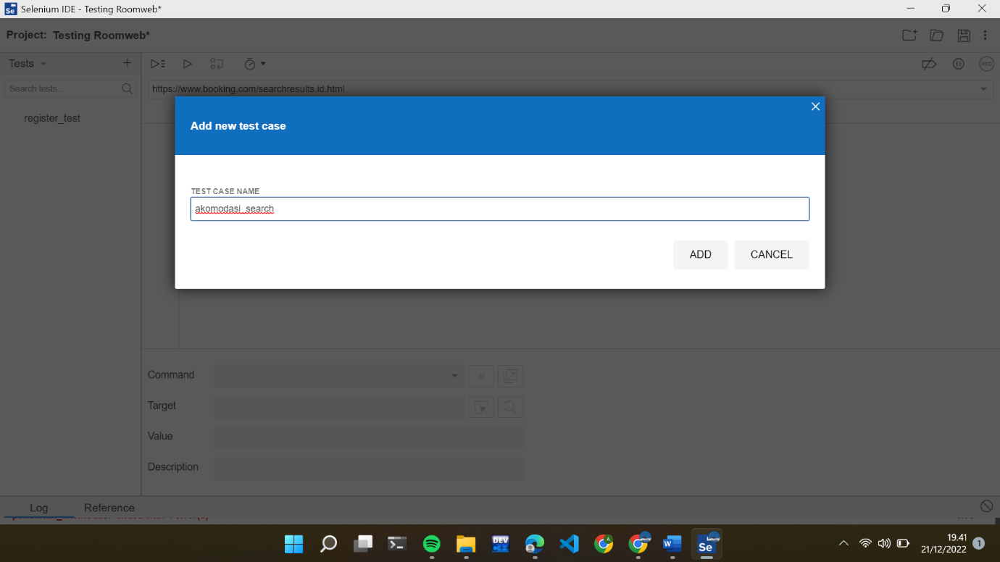 Selenium IDE - Testing Roomweb*
Project: Testing Roomweb*
Tests
REC
Search tests...
https://www.booking.com/searchresults.id.html
register_test
Add new test case
TEST CASE NAME
akomodasi_search
ADD CANCEL
Command
//
Target
Value
Description
Log Reference
DEV
C++
A
W
Se
19.41
21/12/2022
1